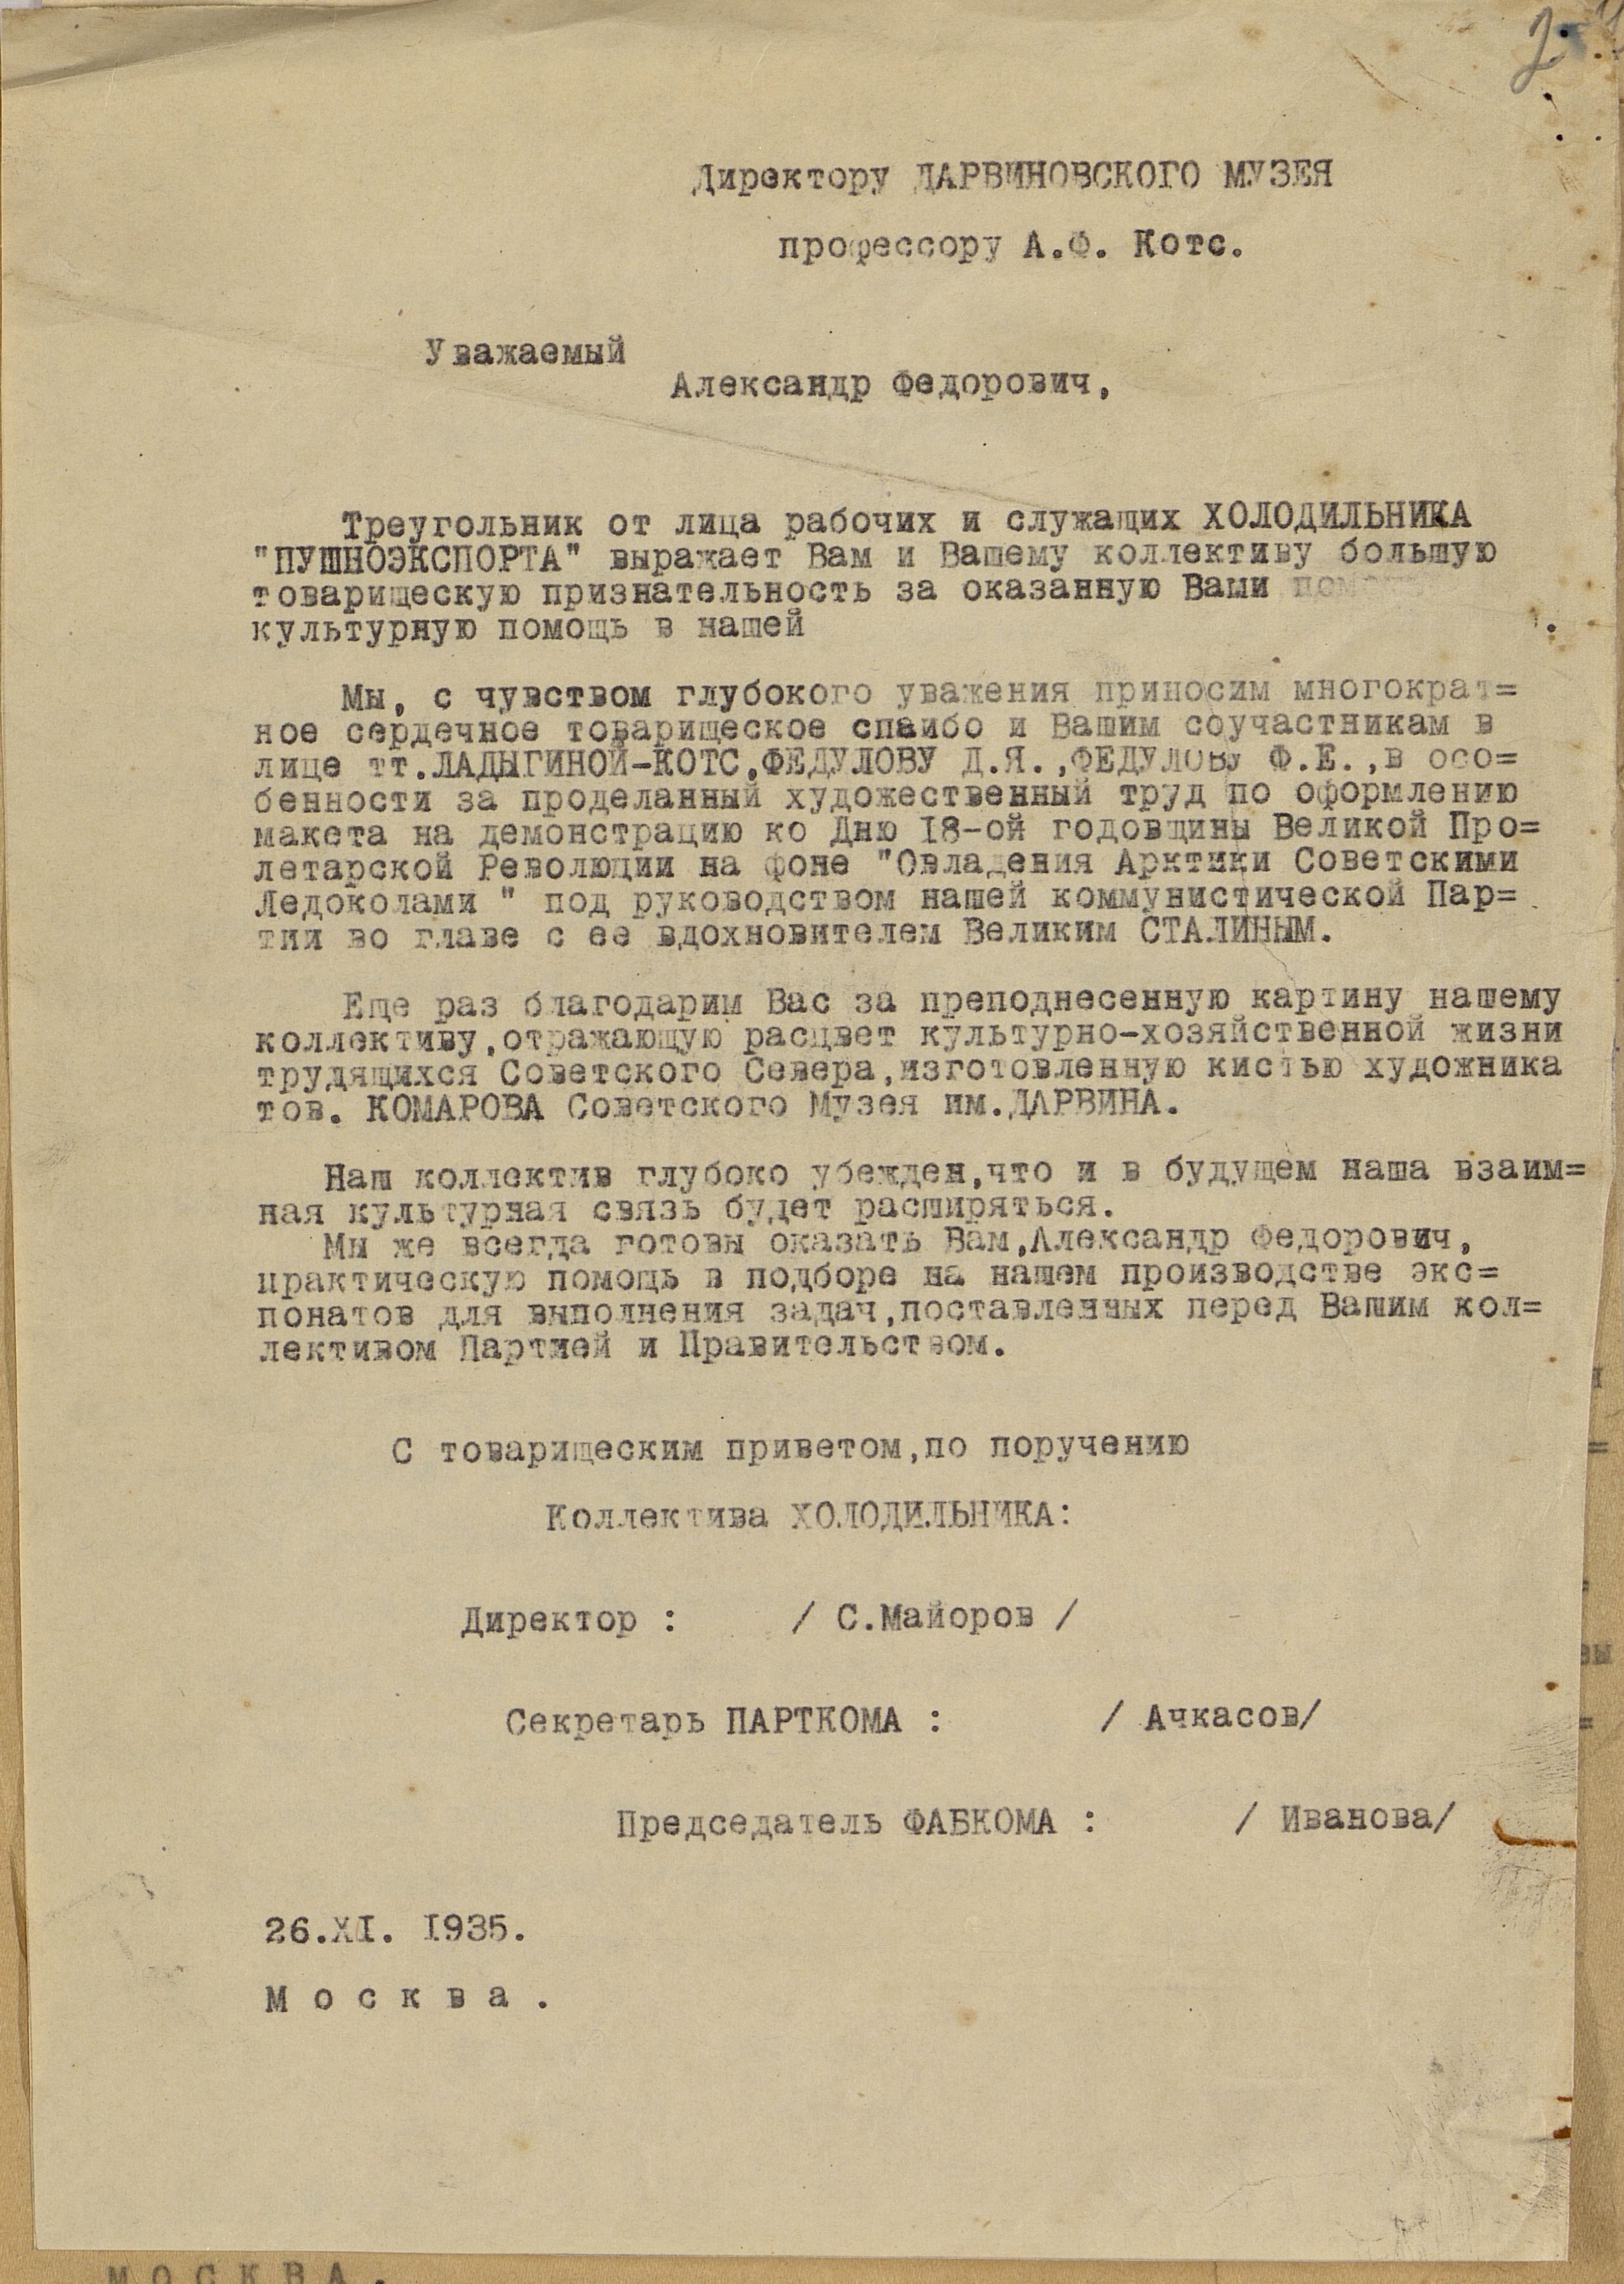 2
Директору ДАРВИНОВСКОГО МУЗЕЯ
профессору А.Ф. Котс.
Уважаемый
Александр Федорович,
Треугольник от лица рабочих и служащих ХОЛОДИЛЬНИКА
"ПУШНОЭКСПОРТА" выражает Вам и Вашему коллективу большую
товарищескую признательность за оказанную Ваши
культурную помощь в нашей .
Мы, с чувством глубокого уважения приносим многократ=
ное сердечное товарищеское спаибо и Вашим соучастникам в
лице тт.ЛАДЫГИНОЙ-КОТС,ФЕДУЛОВУ Д.Я.,ФЕДУЛОВУ Ф.Е.,в осо=
бенности за проделанный художественный труд по оформлению
макета на демонстрацию ко Дню I8-ой годовщины Великой Про=
летарской Революции на фоне "Овладения Арктики Советскими
Ледоколами " под руководством нашей коммунистической Пар=
тии во главе с ее вдохновителем Великим СТАЛИНЫМ.
Еще раз благодарим Вас за преподнесенную картину нашему
коллективу,отражающую расцвет культурно-хозяйственной жизни
трудящихся Советского Севера,изготовленную кистью художника
тов. КОМАРОВА Советского Музея им.ДАРВИНА.
Наш коллектив глубоко убежден,что и в будущем наша взаим=
ная культурная связь будет расширяться.
Мы же всегда готовы оказать Вам,Александр Федорович,
практическую помощь в подборе на нашем производстве экс=
понатов для выполнения задач,поставленных перед Вашим кол=
лективом Партией и Правительством.
С товарищеским приветом,по поручению
Коллектива ХОЛОДИЛЬНИКА:
Директор : / С.Майоров /
Секретарь ПАРТКОМА : / Ачкасов/
Председатель ФАБКОМА : / Иванова/
26.XI. I935.
М о с к в а .
М О С К В А .